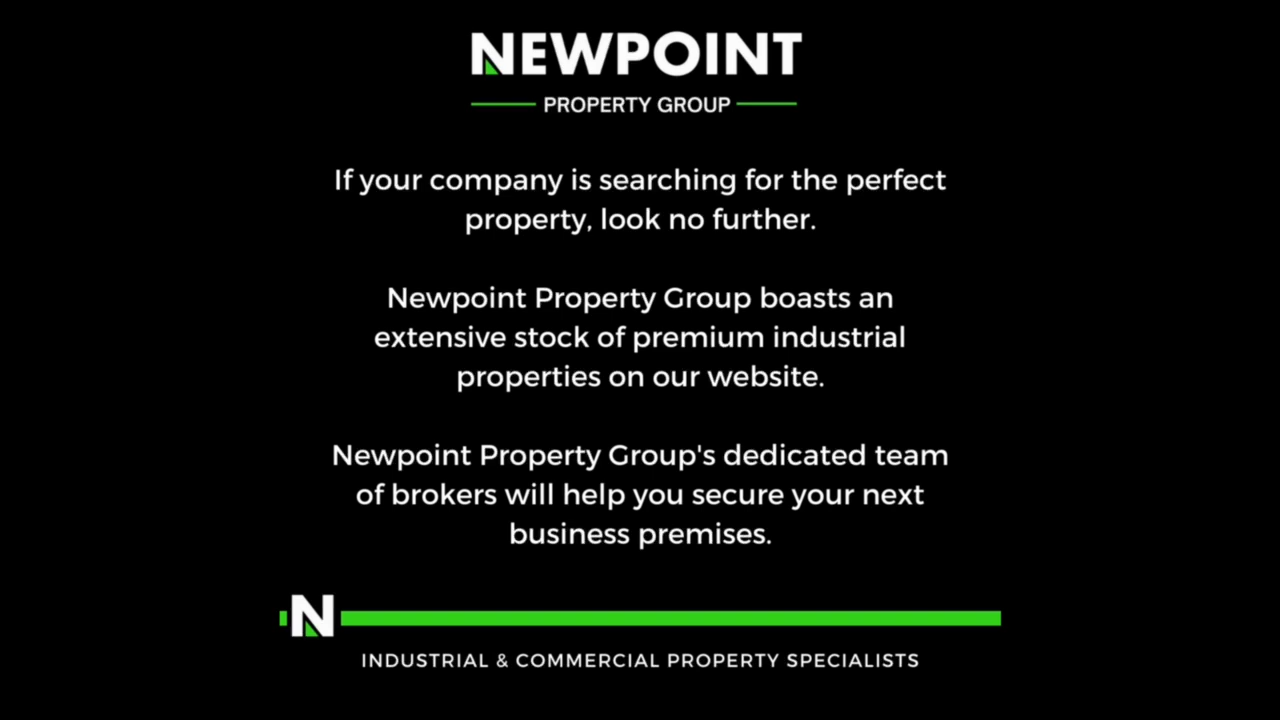 NEWPOINT
PROPERTY GROUP
If your company is searching for the perfect
property, look no further.
Newpoint Property Group boasts an
extensive stock of premium industrial
properties on our website.
Newpoint Property Group's dedicated team
of brokers will help you secure your next
business premises.
N
INDUSTRIAL & COMMERCIAL PROPERTY SPECIALISTS